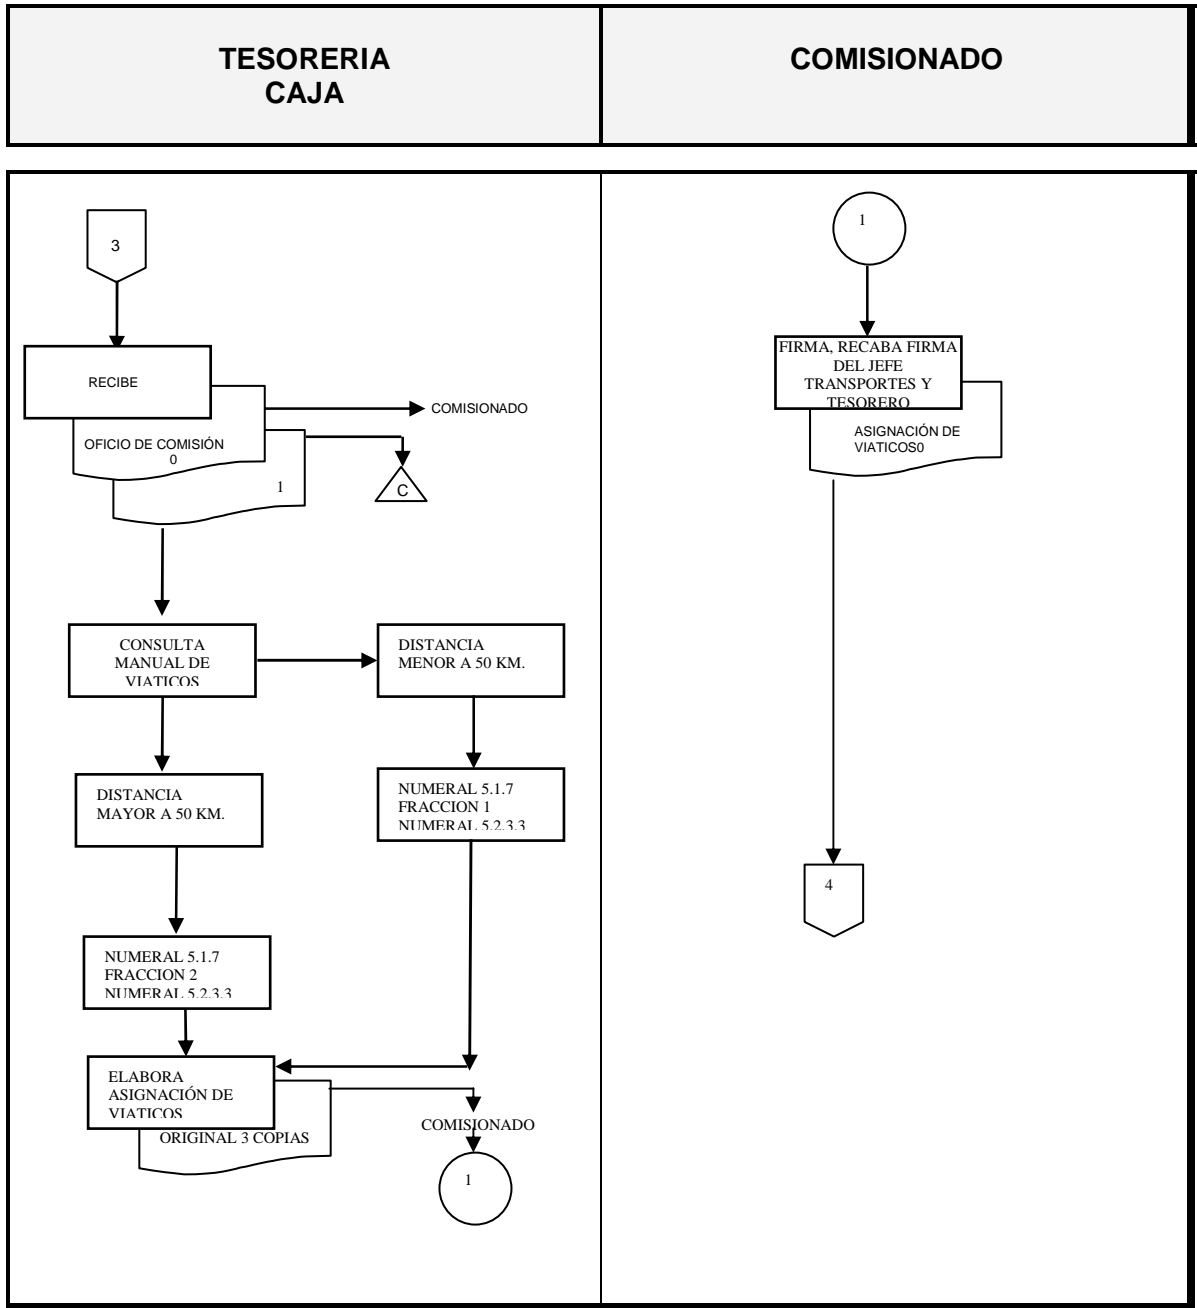 TESORERIA
CAJA
COMISIONADO
3
RECIBE
COMISIONADO
OFICIO DE COMISIÓN
0
1
C
CONSULTA
MANUAL DE
VIATICOS
DISTANCIA
MENOR A 50 KM.
DISTANCIA
MAYOR A 50 KM.
NUMERAL 5.1.7
FRACCION 1
NUMERAL 5.2.3.3
NUMERAL 5.1.7
FRACCION 2
NUMERAL 5.2.3.3
ELABORA
ASIGNACIÓN DE
VIATICOS
ORIGINAL 3 COPIAS
COMISIONADO
1
1
FIRMA, RECABA FIRMA
DEL JEFE
TRANSPORTES Y
TESORERO
ASIGNACIÓN DE
VIATICOS0
4